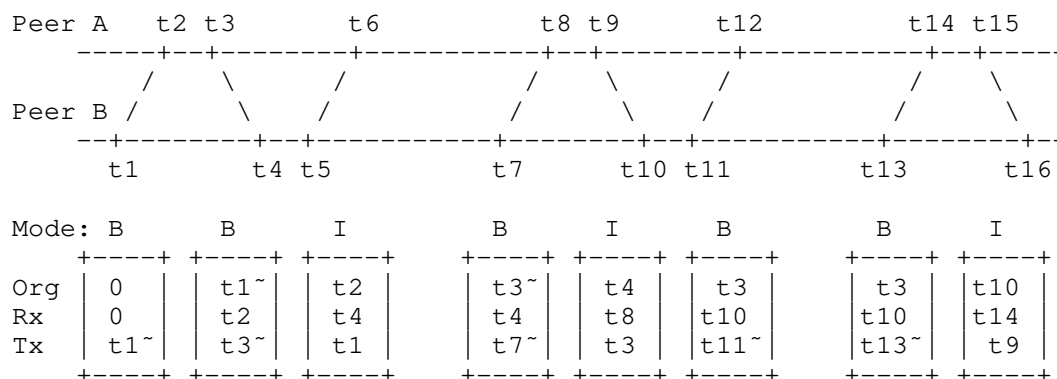 Peer A t2 t3 t6 t8 t9 t12 t14 t15
Peer B
t1 t4 t5 t7 t10 t11 t13 t16
Mode: B B I B I B B I
Org 0 t1~ t2 t3~ t4 t3 t3 t10
Rx 0 t2 t4 t4 t8 t10 t10 t14
Tx t1~ t3~ t1 t7~ t3 t11~ t13~ t9